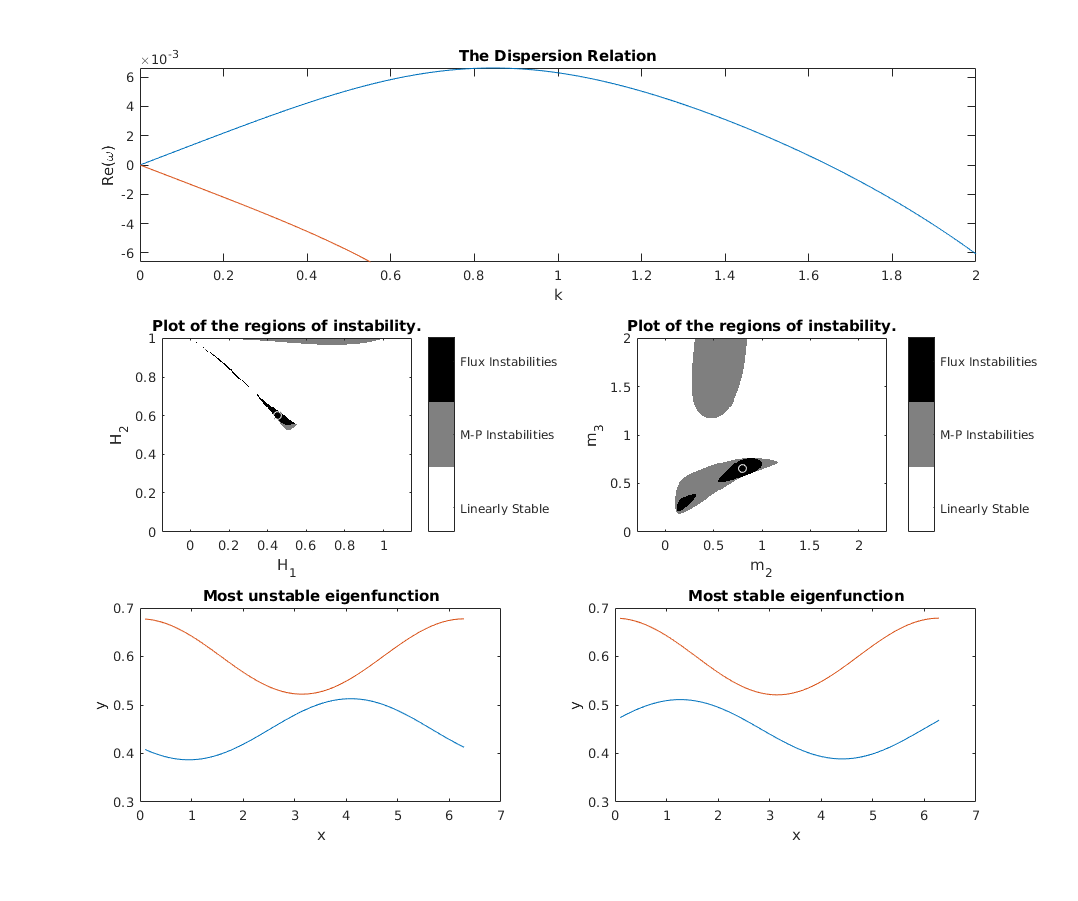 The Dispersion Relation
×10⁻³
6
4
2
0
-2
-4
-6
Re(ω)
0 0.2 0.4 0.6 0.8 1 1.2 1.4 1.6 1.8 2
k
Plot of the regions of instability.
1
0.8
0.6
0.4
0.2
0
H₂
0 0.2 0.4 0.6 0.8 1
H₁
Flux Instabilities
M-P Instabilities
Linearly Stable
Plot of the regions of instability.
2
1.5
1
0.5
0
m₃
0 0.5 1 1.5 2
m₂
Flux Instabilities
M-P Instabilities
Linearly Stable
Most unstable eigenfunction
0.7
0.6
0.5
0.4
0.3
y
0 1 2 3 4 5 6 7
x
Most stable eigenfunction
0.7
0.6
0.5
0.4
0.3
y
0 1 2 3 4 5 6 7
x